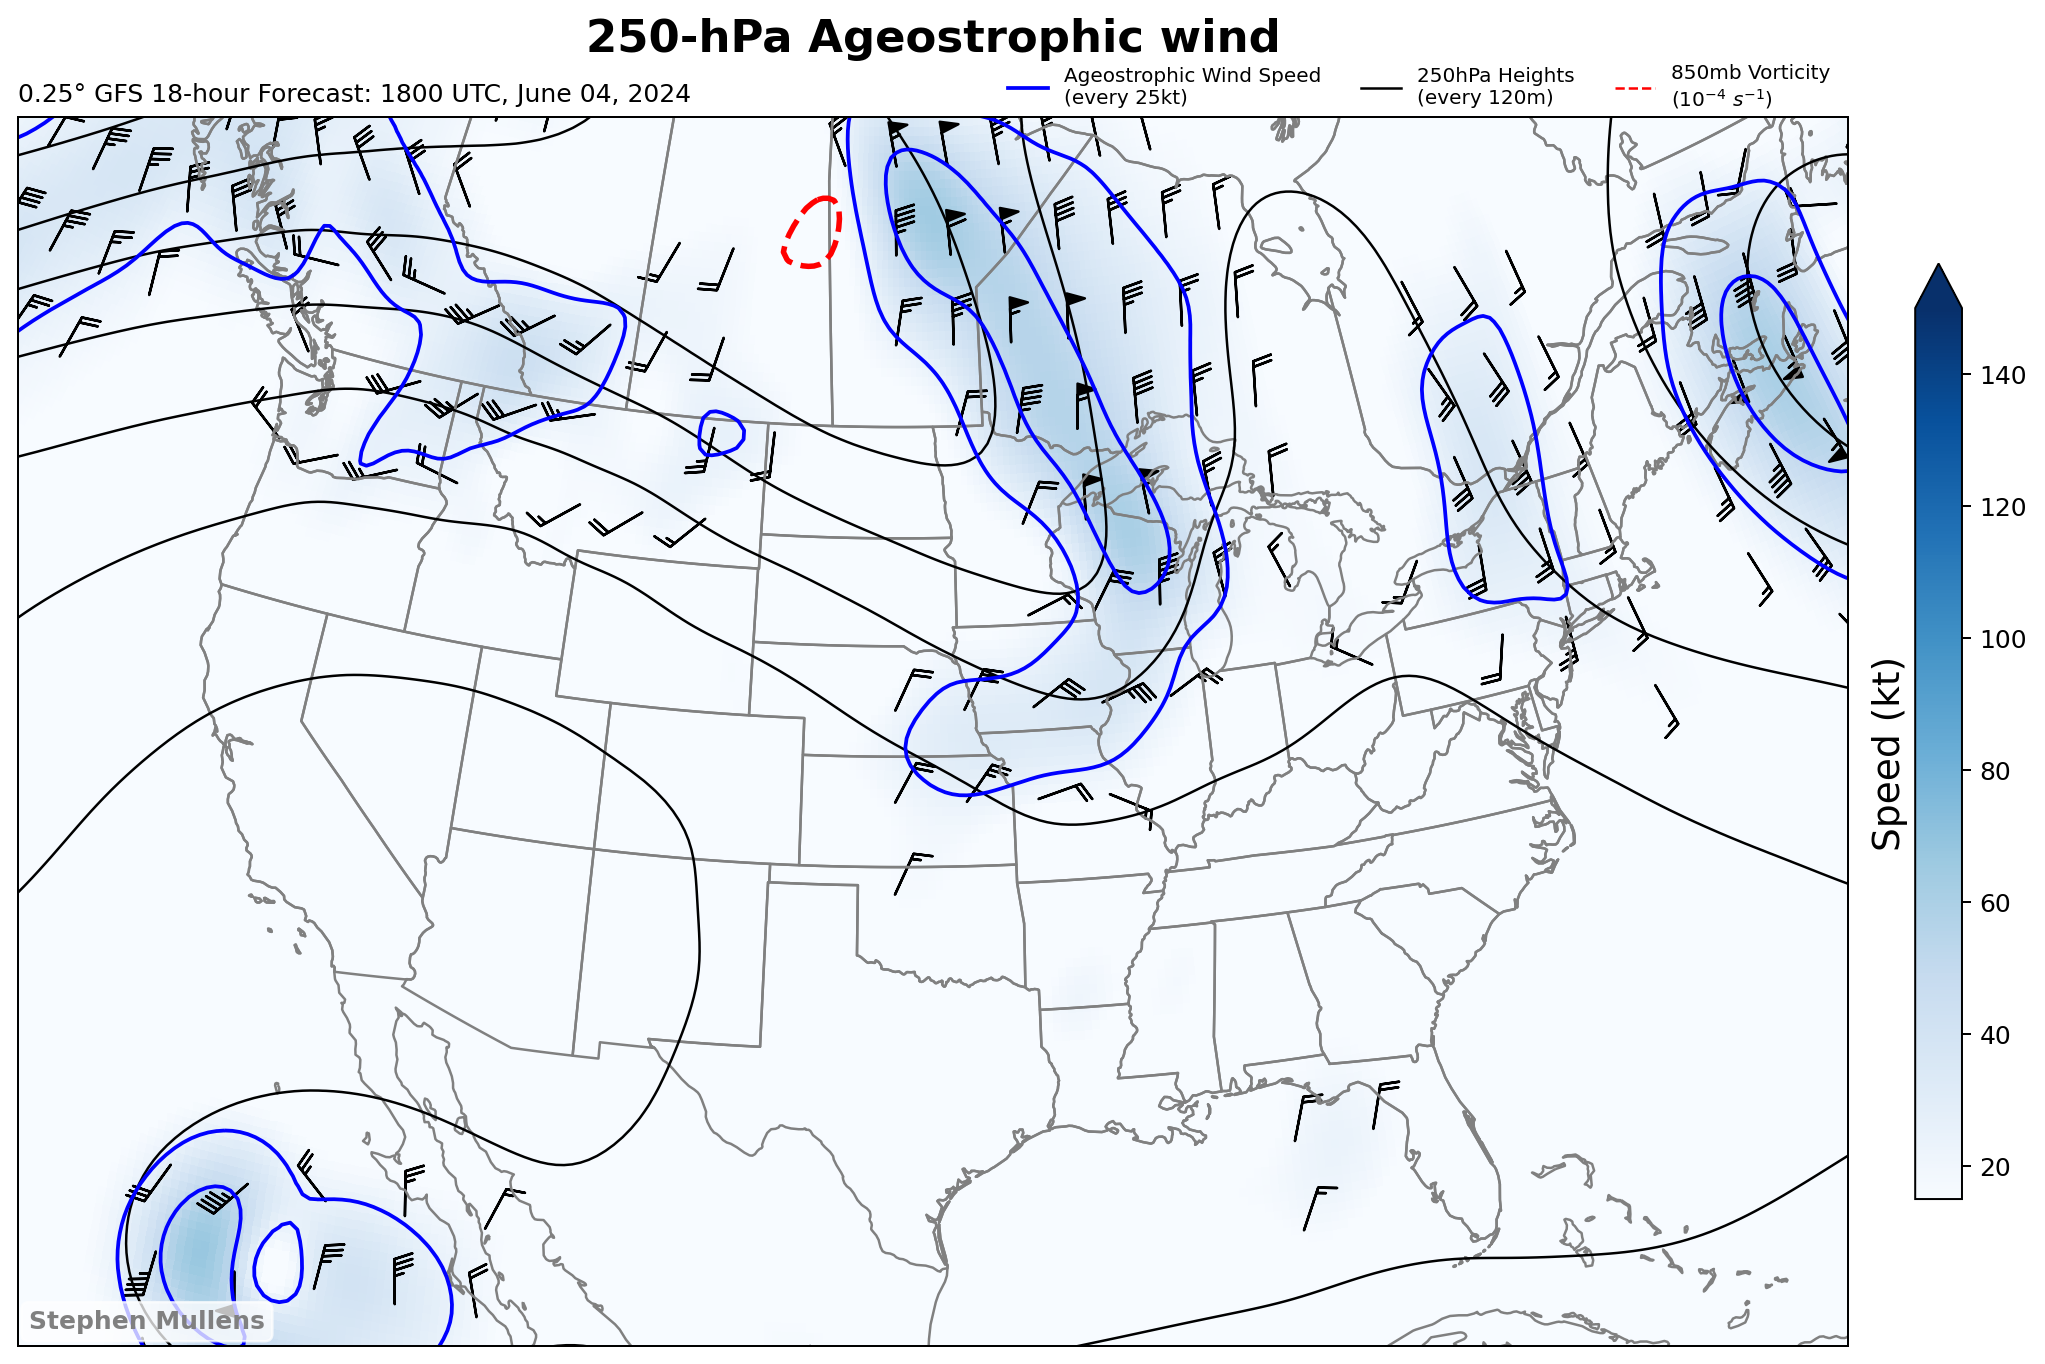 250-hPa Ageostrophic wind
0.25° GFS 18-hour Forecast: 1800 UTC, June 04, 2024
Ageostrophic Wind Speed
(every 25kt)
250hPa Heights
(every 120m)
850mb Vorticity
(10⁻⁴ s⁻¹)
140
120
100
80
60
40
20
Speed (kt)
Stephen Mullens